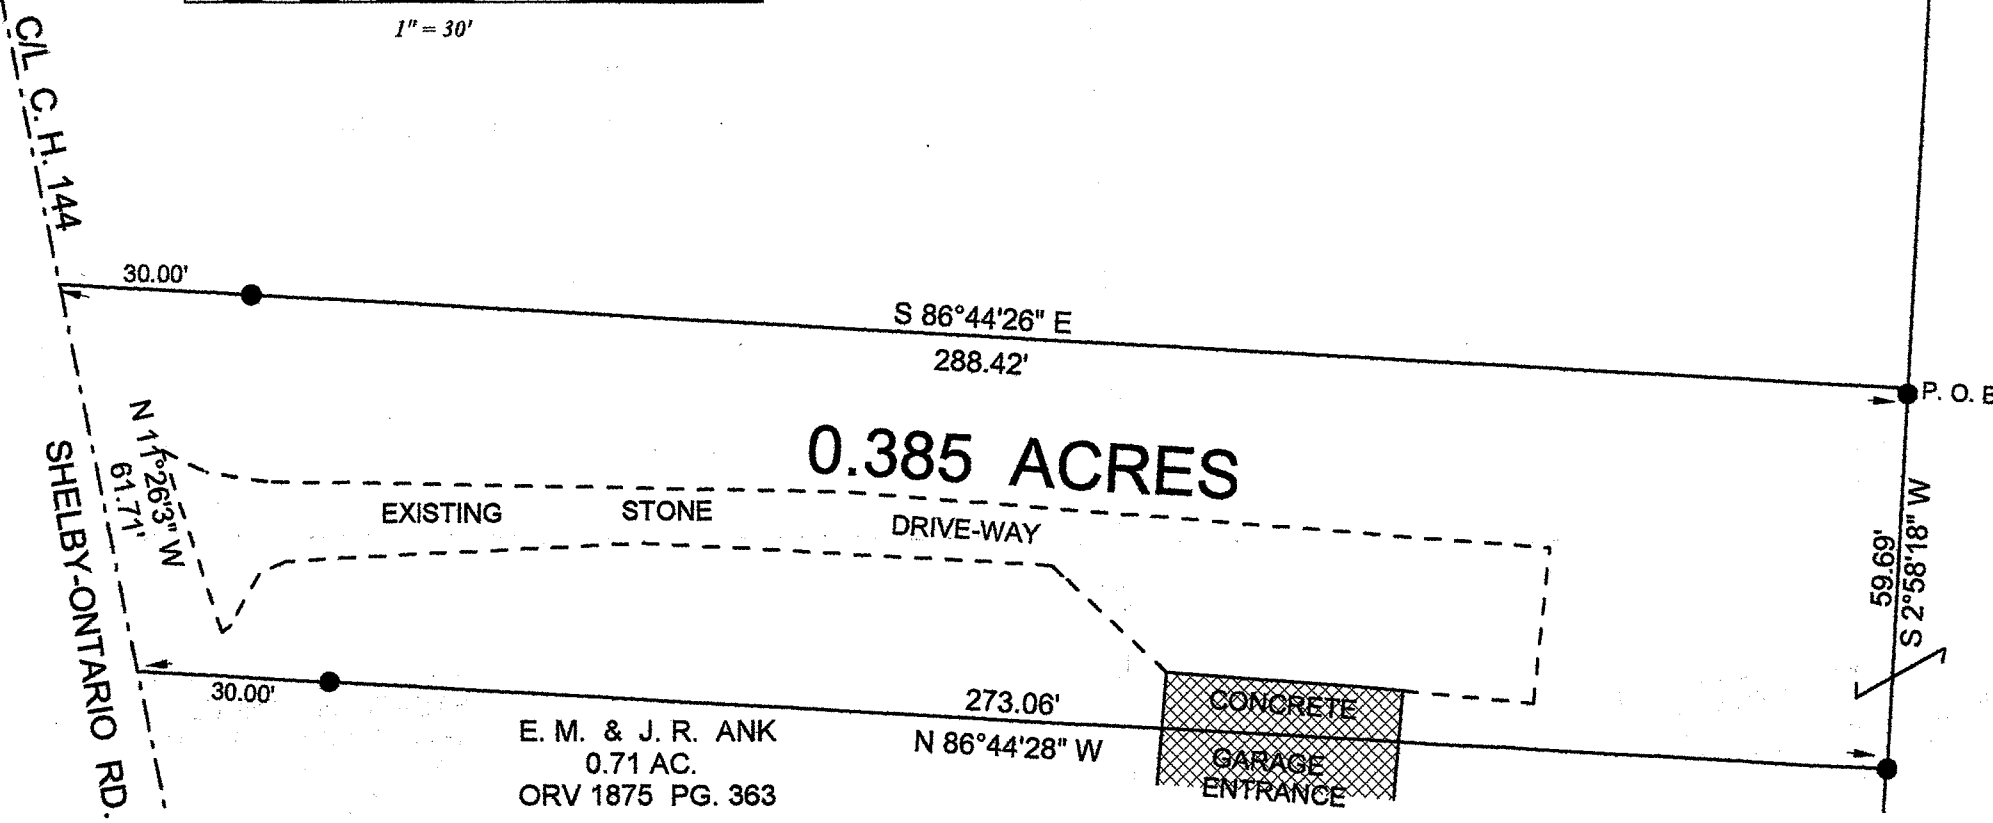 1" = 30'
C/L C. H. 144
30.00'
S 86°44'26" E
288.42'
P. O. B
0.385 ACRES
N 11°26'3" W
61.71'
SHELBY-ONTARIO RD.
EXISTING STONE DRIVE-WAY
59.69'
S 2°58'18" W
30.00'
273.06'
N 86°44'28" W
CONCRETE
GARAGE
ENTRANCE
E. M. & J. R. ANK
0.71 AC.
ORV 1875 PG. 363